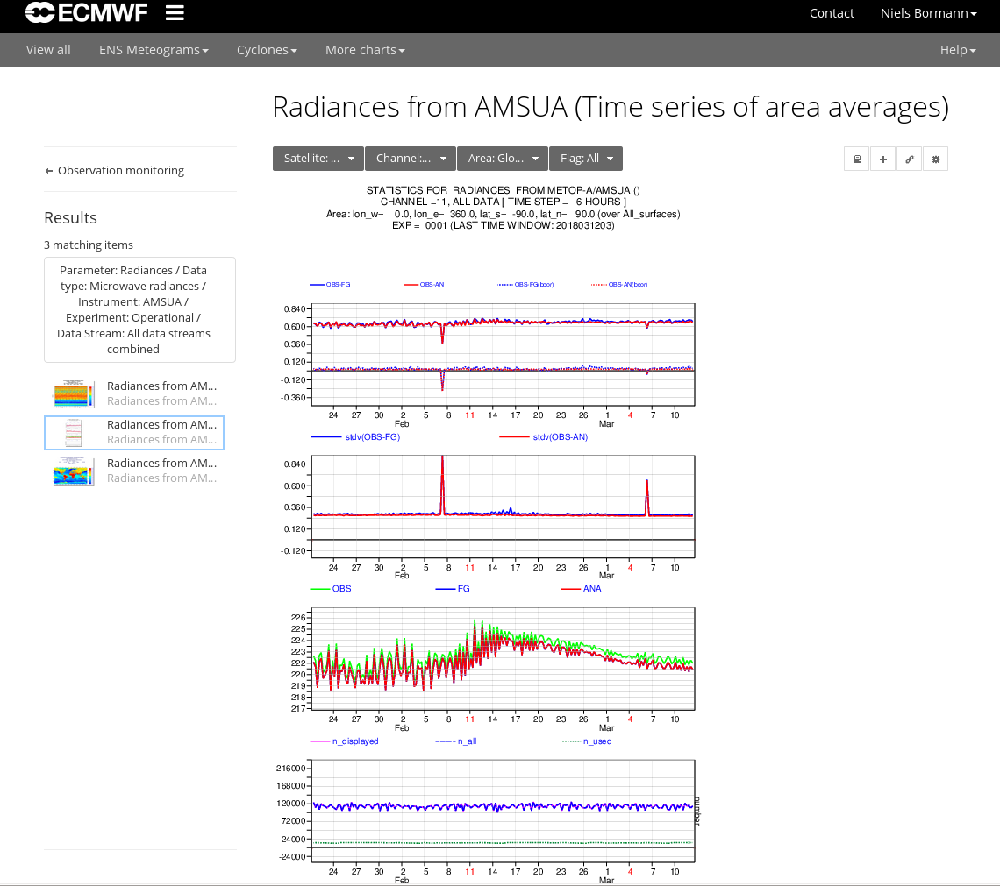 ECMWF
Contact
Niels Bormann
View all
ENS Meteograms
Cyclones
More charts
Help
Radiances from AMSUA (Time series of area averages)
Observation monitoring
Results
3 matching items
Parameter: Radiances / Data
type: Microwave radiances /
Instrument: AMSUA /
Experiment: Operational /
Data Stream: All data streams
combined
Radiances from AM...
Radiances from AM...
Radiances from AM...
Radiances from AM...
Radiances from AM...
Radiances from AM...
Satellite: ...
Channel:...
Area: Glo...
Flag: All
STATISTICS FOR RADIANCES FROM METOP-A/AMSUA ()
CHANNEL =11, ALL DATA [ TIME STEP = 6 HOURS ]
Area: lon_w= 0.0, lon_e= 360.0, lat_s= -90.0, lat_n= 90.0 (over All_surfaces)
EXP = 0001 (LAST TIME WINDOW: 2018031203)
OBS-FG OBS-AN OBS-FG(bcor) OBS-AN(bcor)
0.840
0.600
0.360
0.120
-0.120
-0.360
24 27 30 2 5 8 11 14 17 20 23 26 1 4 7 10
Feb Mar
stdv(OBS-FG) stdv(OBS-AN)
0.840
0.600
0.360
0.120
-0.120
24 27 30 2 5 8 11 14 17 20 23 26 1 4 7 10
Feb Mar
OBS FG ANA
226
225
224
223
222
220
219
218
217
24 27 30 2 5 8 11 14 17 20 23 26 1 4 7 10
Feb Mar
n_displayed n_all n_used
216000
168000
120000
72000
24000
-24000
number
24 27 30 2 5 8 11 14 17 20 23 26 1 4 7 10
Feb Mar